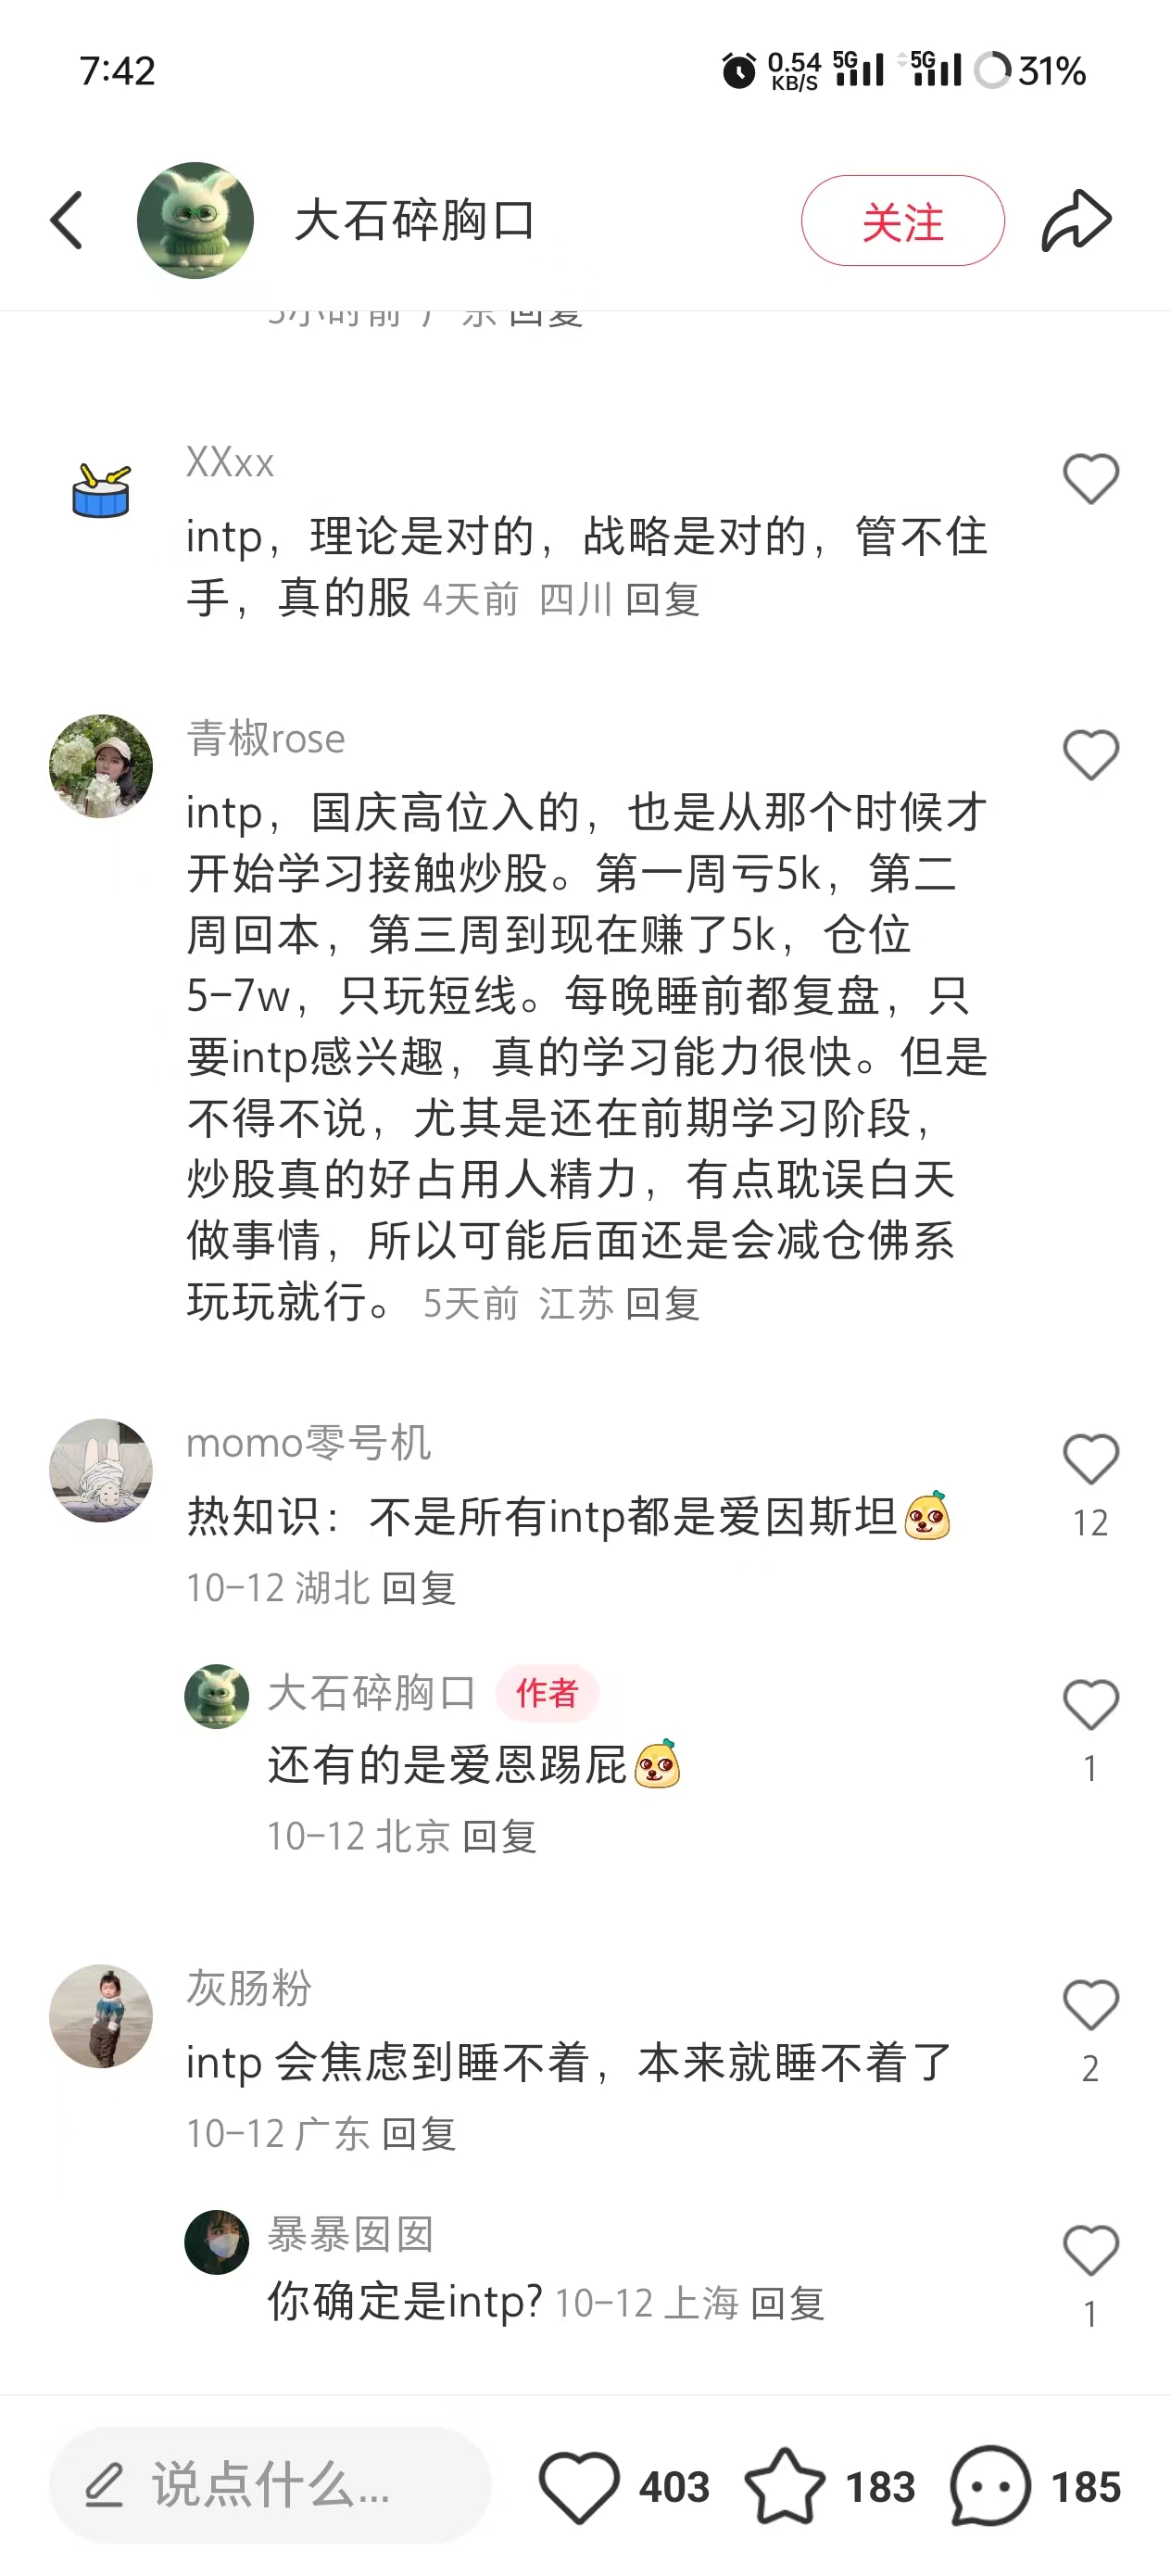 7:42
0.54 KB/S 5G 5G 31%
大石碎胸口 关注
5小时前 广东 回复
XXxx
intp，理论是对的，战略是对的，管不住
手，真的服 4天前 四川 回复
青椒rose
intp，国庆高位入的，也是从那个时候才
开始学习接触炒股。第一周亏5k，第二
周回本，第三周到现在赚了5k，仓位
5-7w，只玩短线。每晚睡前都复盘，只
要intp感兴趣，真的学习能力很快。但是
不得不说，尤其是还在前期学习阶段，
炒股真的好占用人精力，有点耽误白天
做事情，所以可能后面还是会减仓佛系
玩玩就行。 5天前 江苏 回复
momo零号机
热知识：不是所有intp都是爱因斯坦
12
10-12 湖北 回复
大石碎胸口 作者
还有的是爱恩踢屁
1
10-12 北京 回复
灰肠粉
intp 会焦虑到睡不着，本来就睡不着了
2
10-12 广东 回复
暴暴囡囡
你确定是intp? 10-12 上海 回复
1
说点什么... 403 183 185